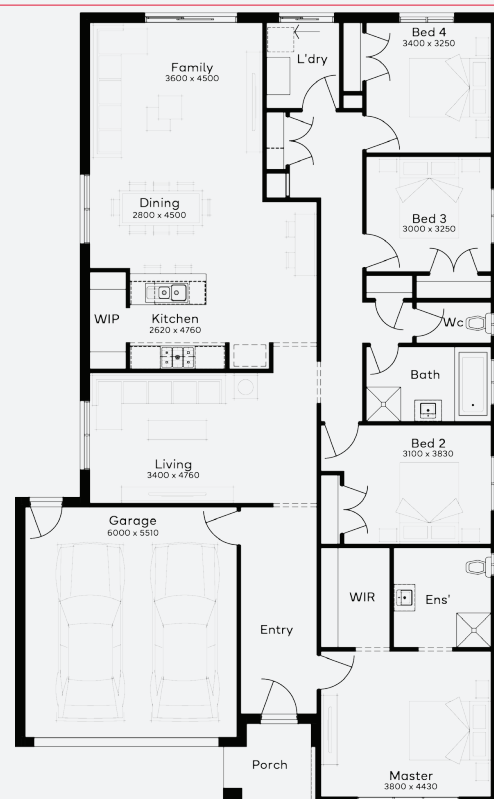 Bed 4
3400 x 3250
L'dry
Family
3600 x 4500
Dining
2800 x 4500
Bed 3
3000 x 3250
WIP
Kitchen
2620 x 4760
Wc
Bath
Bed 2
3100 x 3830
Living
3400 x 4760
Garage
6000 x 5510
WIR
Ens'
Entry
Porch
Master
3800 x 4430